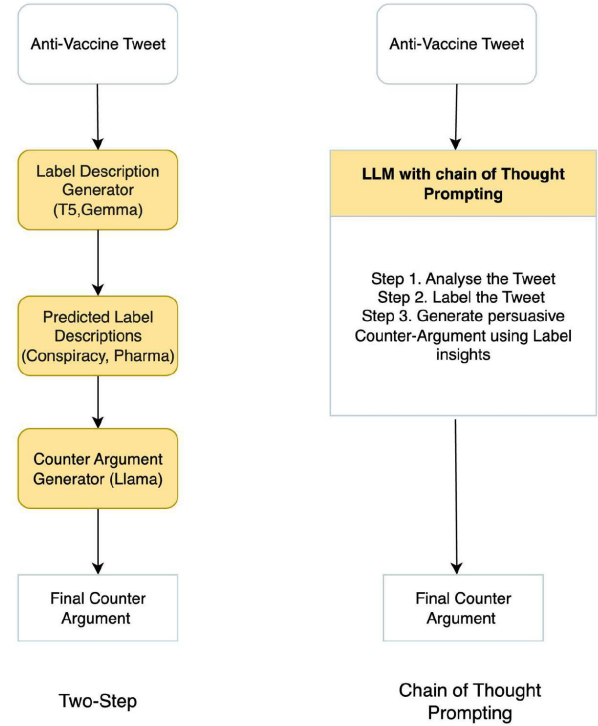 Anti-Vaccine Tweet
Label Description
Generator
(T5,Gemma)
Predicted Label
Descriptions
(Conspiracy, Pharma)
Counter Argument
Generator (Llama)
Final Counter
Argument
Two-Step
Anti-Vaccine Tweet
LLM with chain of Thought
Prompting
Step 1. Analyse the Tweet
Step 2. Label the Tweet
Step 3. Generate persuasive
Counter-Argument using Label
insights
Final Counter
Argument
Chain of Thought
Prompting